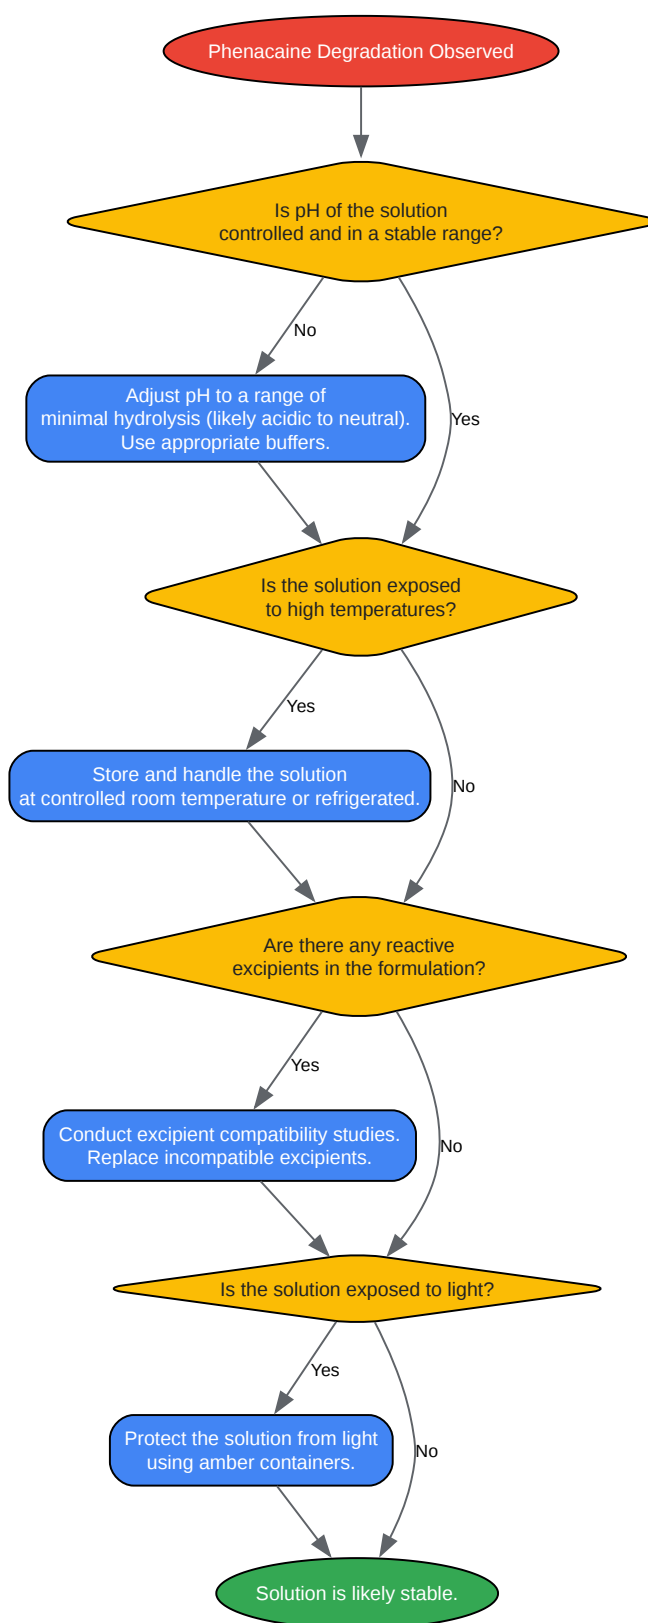 Phenacaine Degradation Observed
Is pH of the solution
controlled and in a stable range?
No
Yes
Adjust pH to a range of
minimal hydrolysis (likely acidic to neutral).
Use appropriate buffers.
Is the solution exposed
to high temperatures?
Yes
No
Store and handle the solution
at controlled room temperature or refrigerated.
Are there any reactive
excipients in the formulation?
Yes
No
Conduct excipient compatibility studies.
Replace incompatible excipients.
Is the solution exposed to light?
Yes
No
Protect the solution from light
using amber containers.
Solution is likely stable.